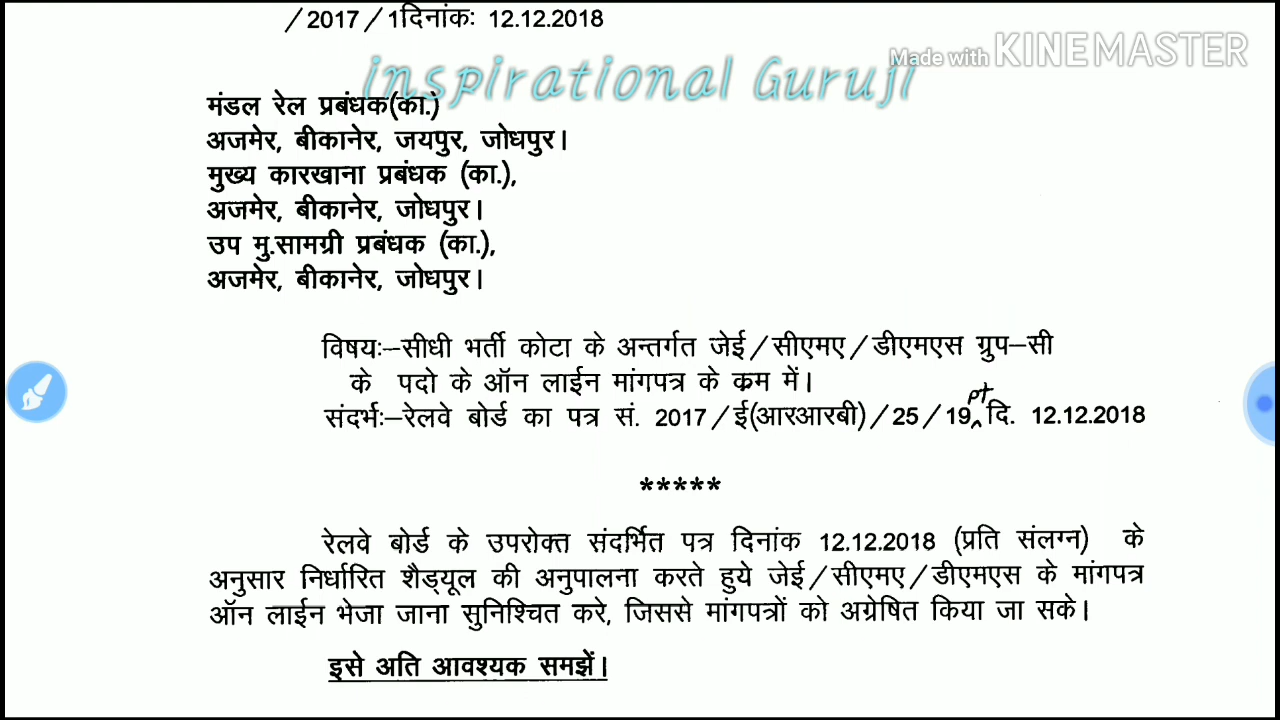 /2017/1दिनांकः 12.12.2018
Made with KINEMASTER
inspirational Guruji
मंडल रेल प्रबंधक(का.)
अजमेर, बीकानेर, जयपुर, जोधपुर।
मुख्य कारखाना प्रबंधक (का.),
अजमेर, बीकानेर, जोधपुर।
उप मु.सामग्री प्रबंधक (का.),
अजमेर, बीकानेर, जोधपुर।
विषयः–सीधी भर्ती कोटा के अन्तर्गत जेई/सीएमए/डीएमएस ग्रुप–सी
के पदो के ऑन लाईन मांगपत्र के कम में।
संदर्भः–रेलवे बोर्ड का पत्र सं. 2017/ई(आरआरबी)/25/19 pt दि. 12.12.2018
*****
रेलवे बोर्ड के उपरोक्त संदर्भित पत्र दिनांक 12.12.2018 (प्रति संलग्न) के
अनुसार निर्धारित शैड्यूल की अनुपालना करते हुये जेई/सीएमए/डीएमएस के मांगपत्र
ऑन लाईन भेजा जाना सुनिश्चित करे, जिससे मांगपत्रों को अग्रेषित किया जा सके।
इसे अति आवश्यक समझें।